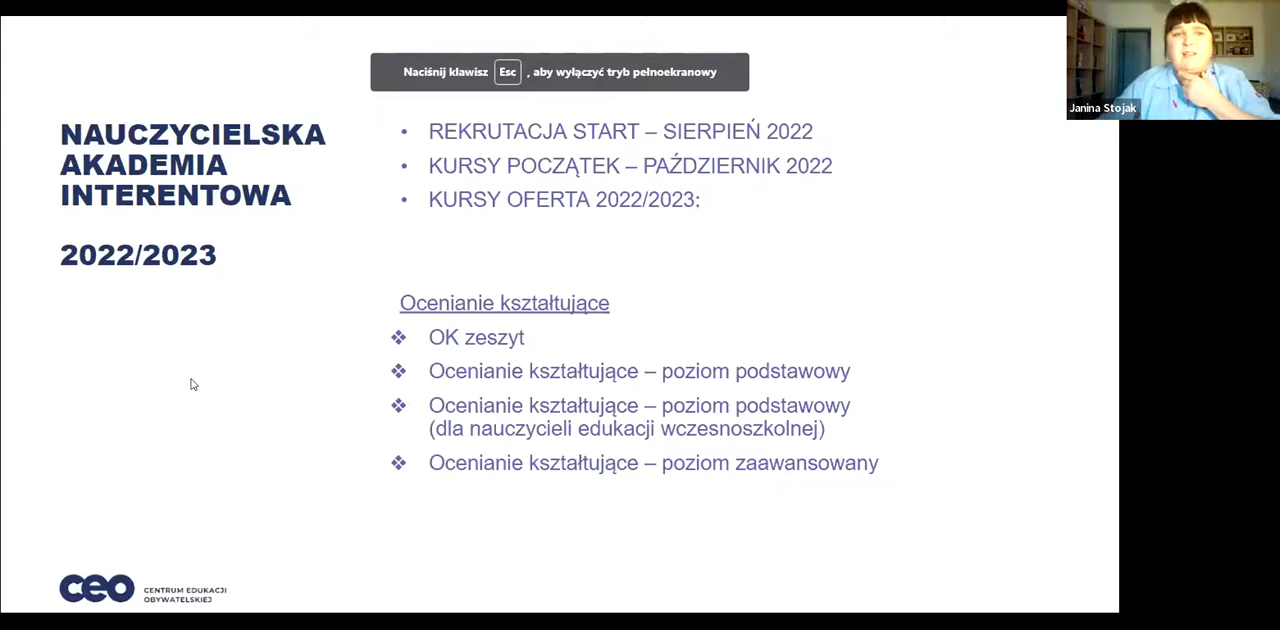 Naciśnij klawisz Esc , aby wyłączyć tryb pełnoekranowy
Janina Stojak
NAUCZYCIELSKA
AKADEMIA
INTERENTOWA
2022/2023
• REKRUTACJA START – SIERPIEŃ 2022
• KURSY POCZĄTEK – PAŹDZIERNIK 2022
• KURSY OFERTA 2022/2023:
Ocenianie kształtujące
❖ OK zeszyt
❖ Ocenianie kształtujące – poziom podstawowy
❖ Ocenianie kształtujące – poziom podstawowy
(dla nauczycieli edukacji wczesnoszkolnej)
❖ Ocenianie kształtujące – poziom zaawansowany
ceo
CENTRUM EDUKACJI
OBYWATELSKIEJ